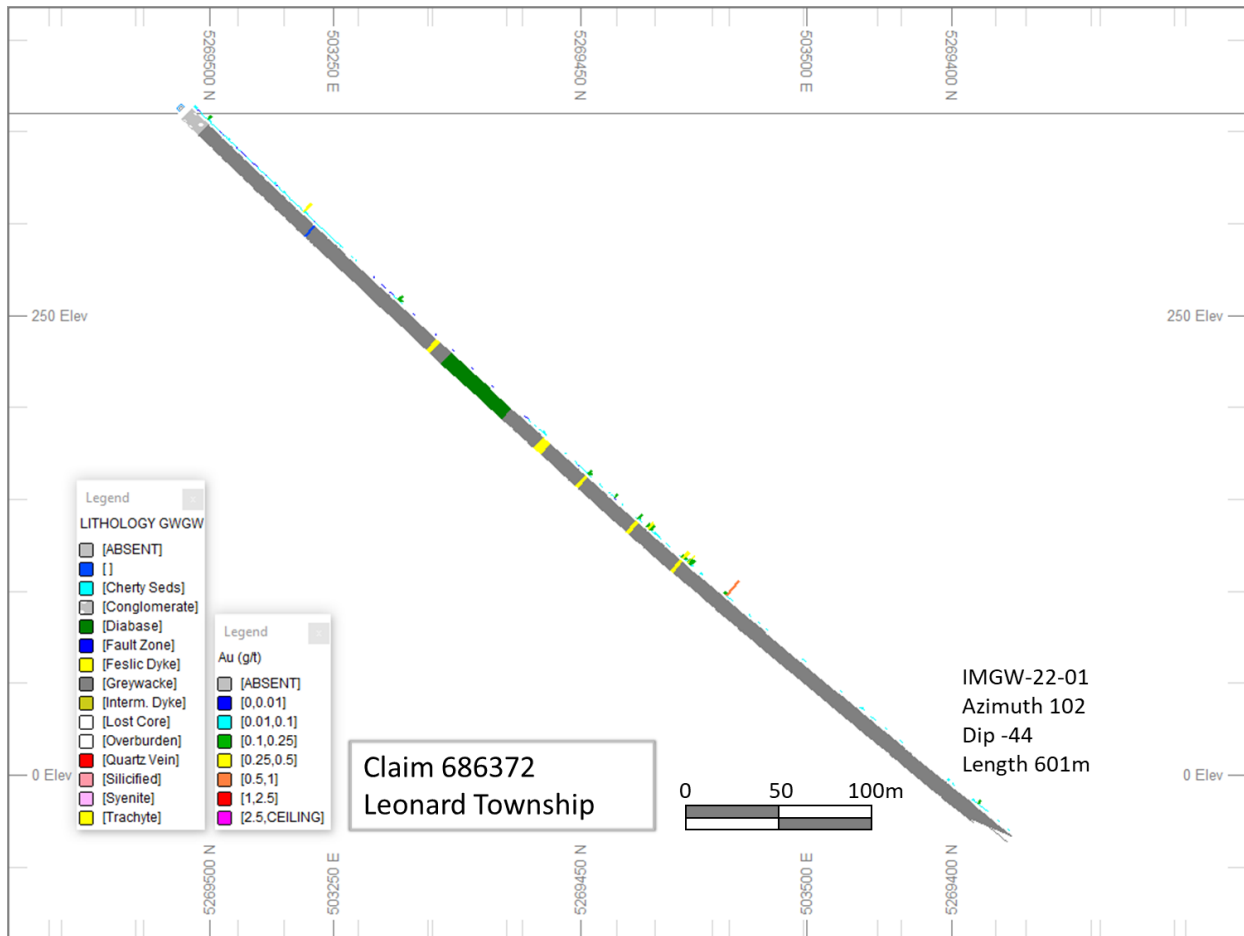 5269500 N
503250 E
5269450 N
503500 E
5269400 N
250 Elev
250 Elev
Legend
x
LITHOLOGY GWGW
[ABSENT]
[ ]
[Cherty Seds]
[Conglomerate]
[Diabase]
[Fault Zone]
[Feslic Dyke]
[Greywacke]
[Interm. Dyke]
[Lost Core]
[Overburden]
[Quartz Vein]
[Silicified]
[Syenite]
[Trachyte]
Legend
x
Au (g/t)
[ABSENT]
[0,0.01]
[0.01,0.1]
[0.1,0.25]
[0.25,0.5]
[0.5,1]
[1,2.5]
[2.5,CEILING]
Claim 686372
Leonard Township
0 50 100m
IMGW-22-01
Azimuth 102
Dip -44
Length 601m
0 Elev
0 Elev
5269500 N
503250 E
5269450 N
503500 E
5269400 N